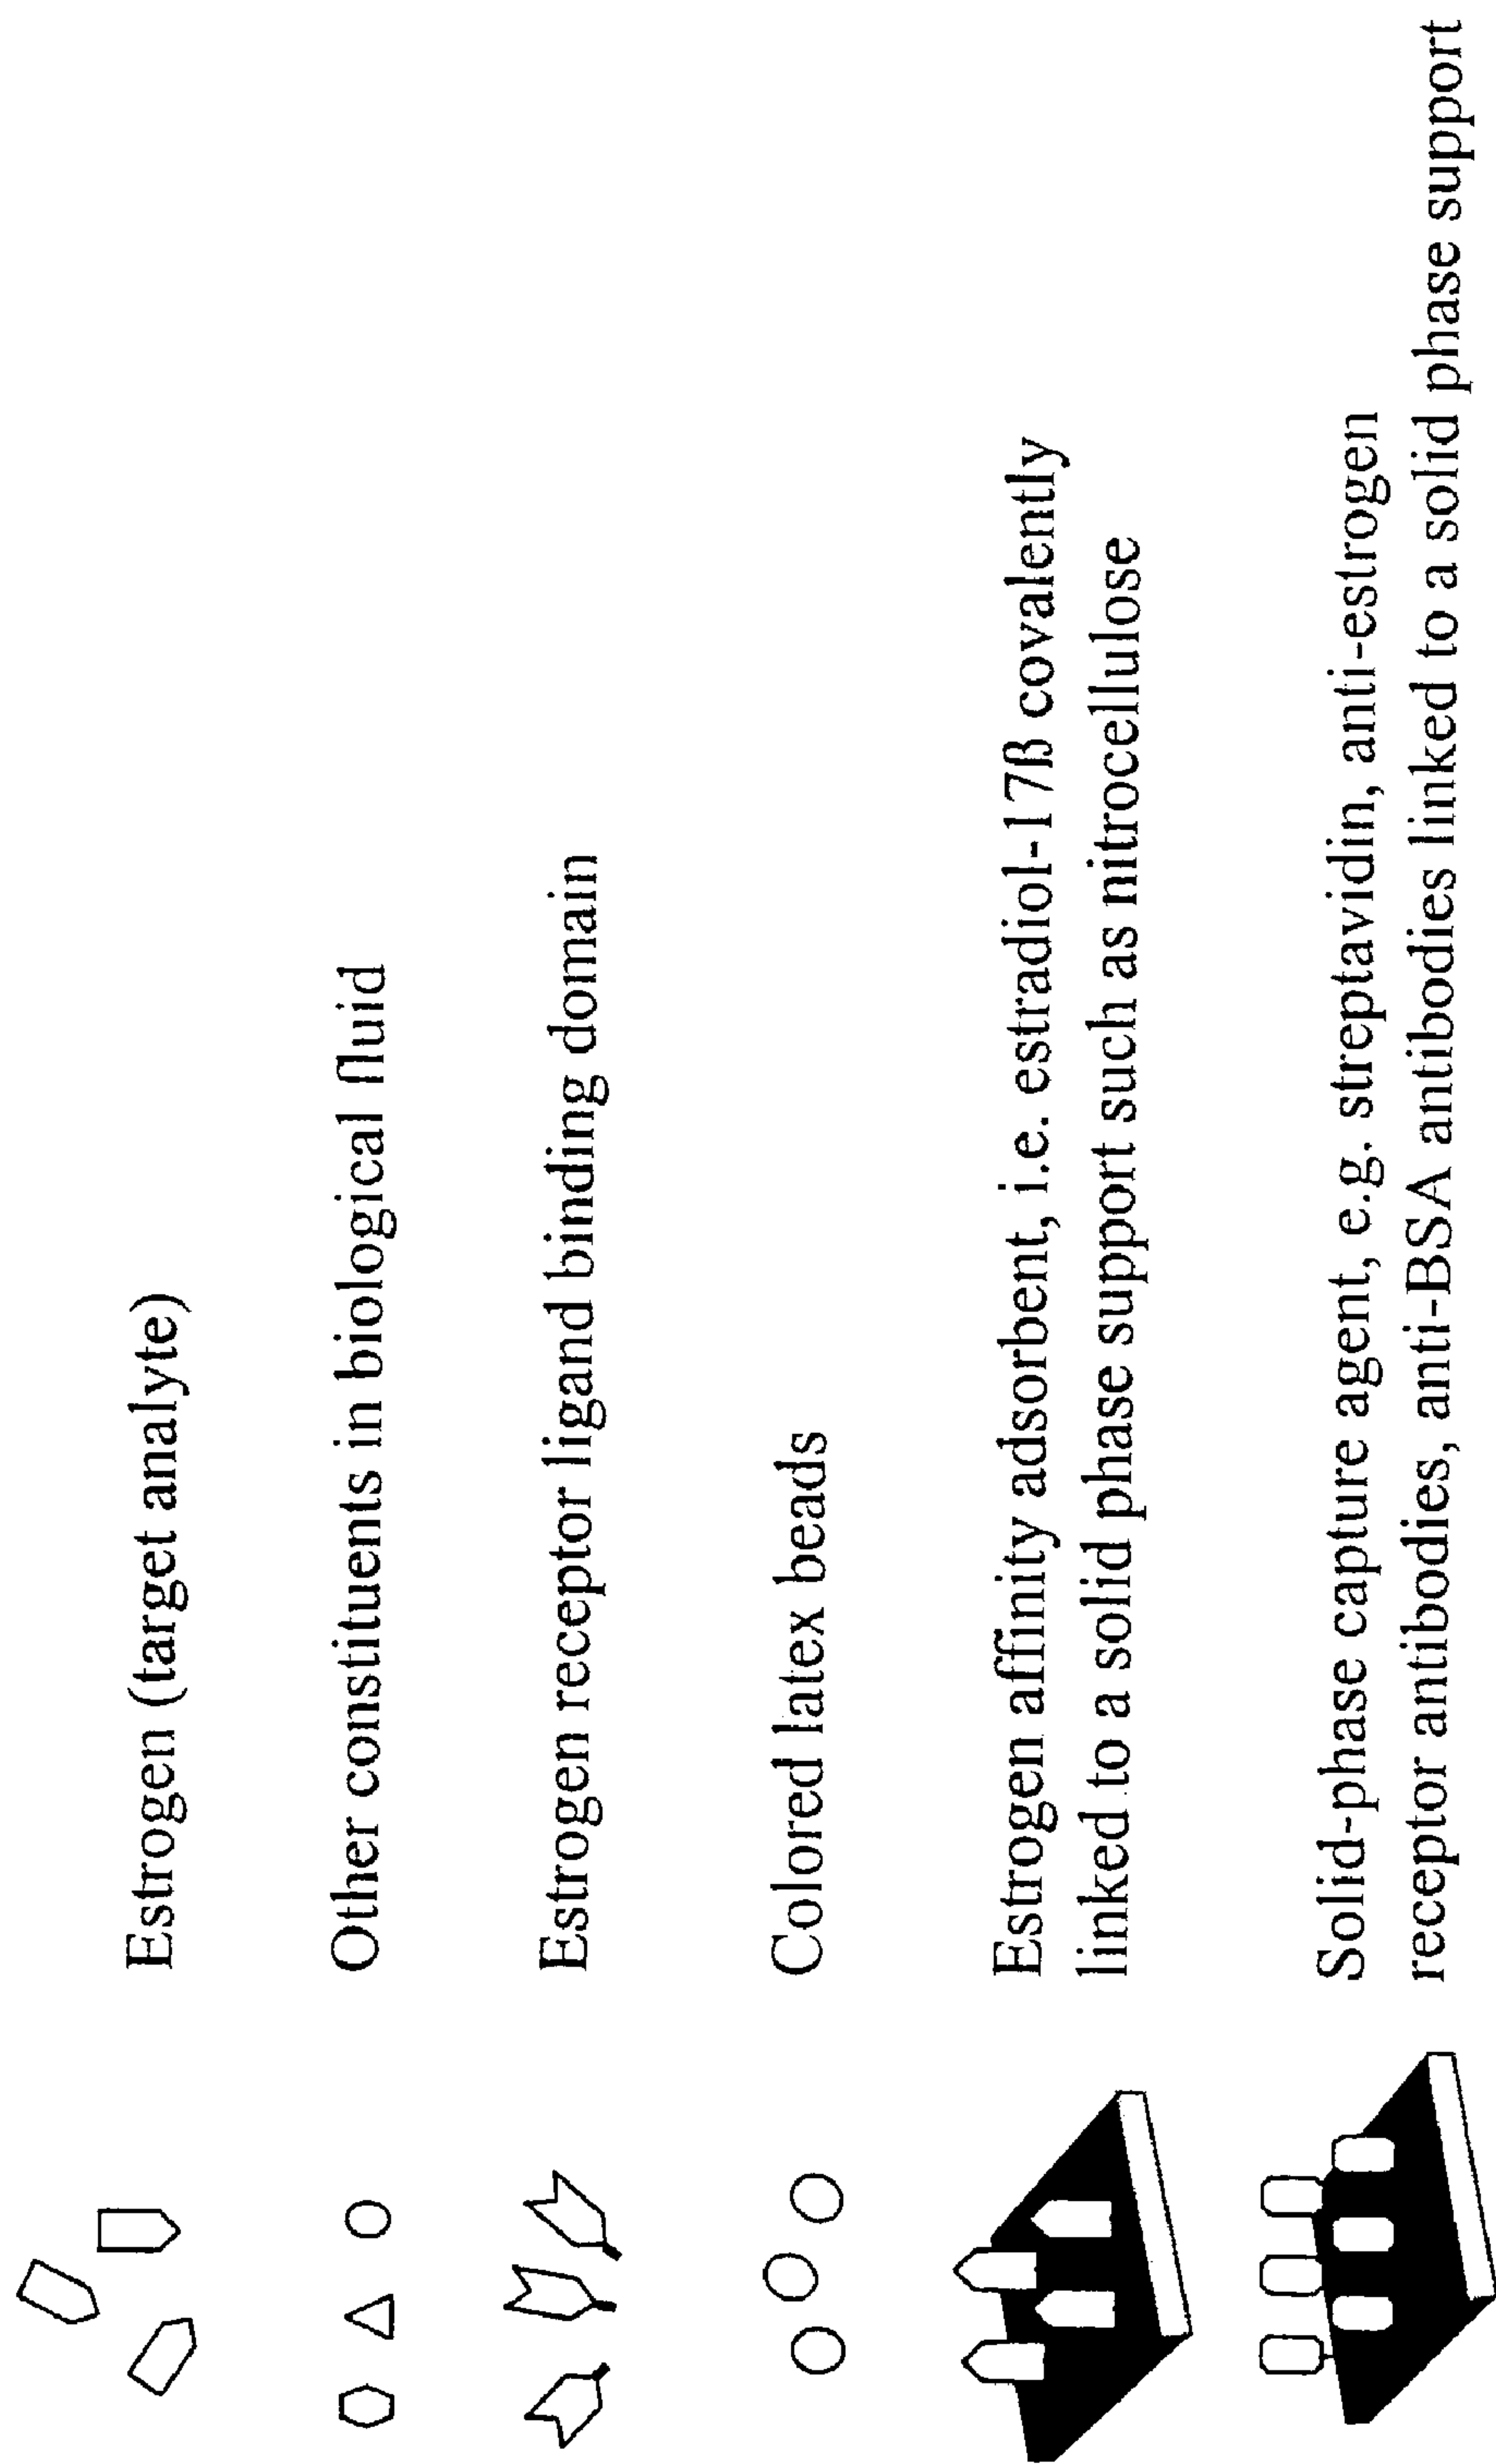 Estrogen (target analyte)
Other constituents in biological fluid
Estrogen receptor ligand binding domain
Colored latex beads
Estrogen affinity adsorbent, i.e. estradiol-17ß covalently
linked to a solid phase support such as nitrocellulose
Solid-phase capture agent, e.g. streptavidin, anti-estrogen
receptor antibodies, anti-BSA antibodies linked to a solid phase support